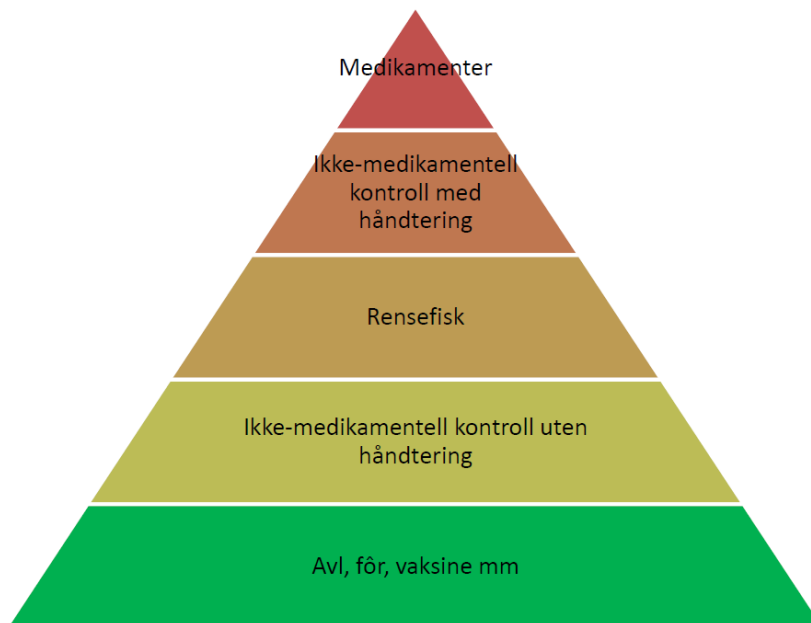 Medikamenter
Ikke-medikamentell
kontroll med
håndtering
Rensefisk
Ikke-medikamentell kontroll uten
håndtering
Avl, fôr, vaksine mm